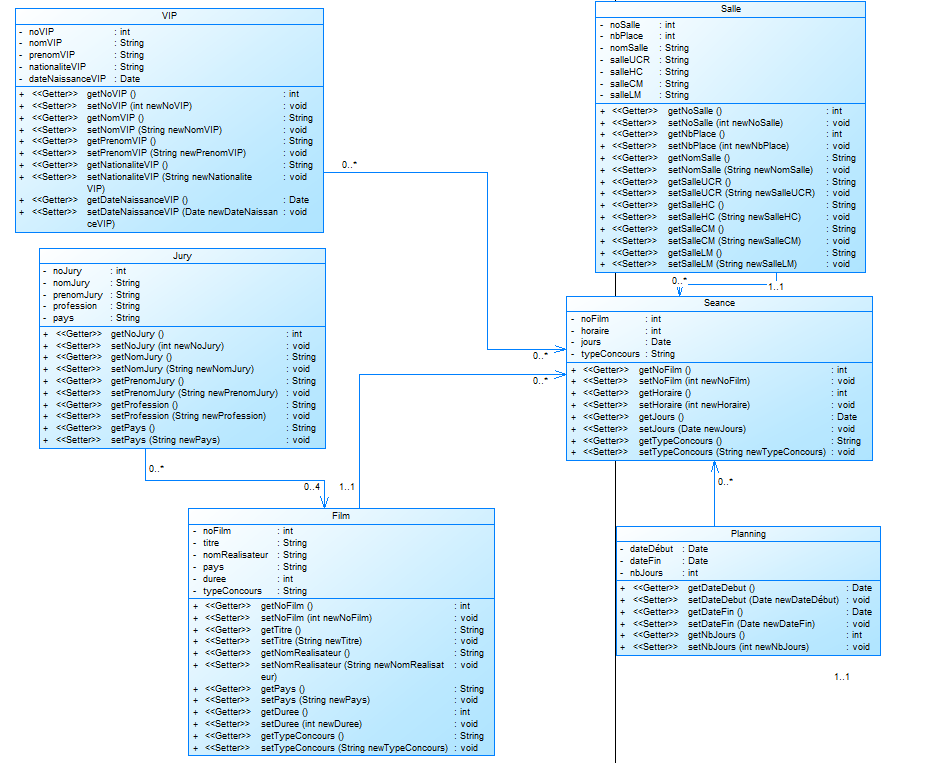 VIP
- noVIP : int
- nomVIP : String
- prenomVIP : String
- nationaliteVIP : String
- dateNaissanceVIP : Date
+ <<Getter>> getNoVIP () : int
+ <<Setter>> setNoVIP (int newNoVIP) : void
+ <<Getter>> getNomVIP () : String
+ <<Setter>> setNomVIP (String newNomVIP) : void
+ <<Getter>> getPrenomVIP () : String
+ <<Setter>> setPrenomVIP (String newPrenomVIP) : void
+ <<Getter>> getNationaliteVIP () : String
+ <<Setter>> setNationaliteVIP (String newNationalite : void
VIP)
+ <<Getter>> getDateNaissanceVIP () : Date
+ <<Setter>> setDateNaissanceVIP (Date newDateNaissan : void
ceVIP)
0..*
0..*
Salle
- noSalle : int
- nbPlace : int
- nomSalle : String
- salleUCR : String
- salleHC : String
- salleCM : String
- salleLM : String
+ <<Getter>> getNoSalle () : int
+ <<Setter>> setNoSalle (int newNoSalle) : void
+ <<Getter>> getNbPlace () : int
+ <<Setter>> setNbPlace (int newNbPlace) : void
+ <<Getter>> getNomSalle () : String
+ <<Setter>> setNomSalle (String newNomSalle) : void
+ <<Getter>> getSalleUCR () : String
+ <<Setter>> setSalleUCR (String newSalleUCR) : void
+ <<Getter>> getSalleHC () : String
+ <<Setter>> setSalleHC (String newSalleHC) : void
+ <<Getter>> getSalleCM () : String
+ <<Setter>> setSalleCM (String newSalleCM) : void
+ <<Getter>> getSalleLM () : String
+ <<Setter>> setSalleLM (String newSalleLM) : void
0..*
1..1
Jury
- noJury : int
- nomJury : String
- prenomJury : String
- profession : String
- pays : String
+ <<Getter>> getNoJury () : int
+ <<Setter>> setNoJury (int newNoJury) : void
+ <<Getter>> getNomJury () : String
+ <<Setter>> setNomJury (String newNomJury) : void
+ <<Getter>> getPrenomJury () : String
+ <<Setter>> setPrenomJury (String newPrenomJury) : void
+ <<Getter>> getProfession () : String
+ <<Setter>> setProfession (String newProfession) : void
+ <<Getter>> getPays () : String
+ <<Setter>> setPays (String newPays) : void
0..*
0..4
Seance
- noFilm : int
- horaire : int
- jours : Date
- typeConcours : String
+ <<Getter>> getNoFilm () : int
+ <<Setter>> setNoFilm (int newNoFilm) : void
+ <<Getter>> getHoraire () : int
+ <<Setter>> setHoraire (int newHoraire) : void
+ <<Getter>> getJours () : Date
+ <<Setter>> setJours (Date newJours) : void
+ <<Getter>> getTypeConcours () : String
+ <<Setter>> setTypeConcours (String newTypeConcours) : void
0..*
1..1
0..*
Film
- noFilm : int
- titre : String
- nomRealisateur : String
- pays : String
- duree : int
- typeConcours : String
+ <<Getter>> getNoFilm () : int
+ <<Setter>> setNoFilm (int newNoFilm) : void
+ <<Getter>> getTitre () : String
+ <<Setter>> setTitre (String newTitre) : void
+ <<Getter>> getNomRealisateur () : String
+ <<Setter>> setNomRealisateur (String newNomRealisat : void
eur)
+ <<Getter>> getPays () : String
+ <<Setter>> setPays (String newPays) : void
+ <<Getter>> getDuree () : int
+ <<Setter>> setDuree (int newDuree) : void
+ <<Getter>> getTypeConcours () : String
+ <<Setter>> setTypeConcours (String newTypeConcours) : void
Planning
- dateDébut : Date
- dateFin : Date
- nbJours : int
+ <<Getter>> getDateDebut () : Date
+ <<Setter>> setDateDebut (Date newDateDébut) : void
+ <<Getter>> getDateFin () : Date
+ <<Setter>> setDateFin (Date newDateFin) : void
+ <<Getter>> getNbJours () : int
+ <<Setter>> setNbJours (int newNbJours) : void
1..1